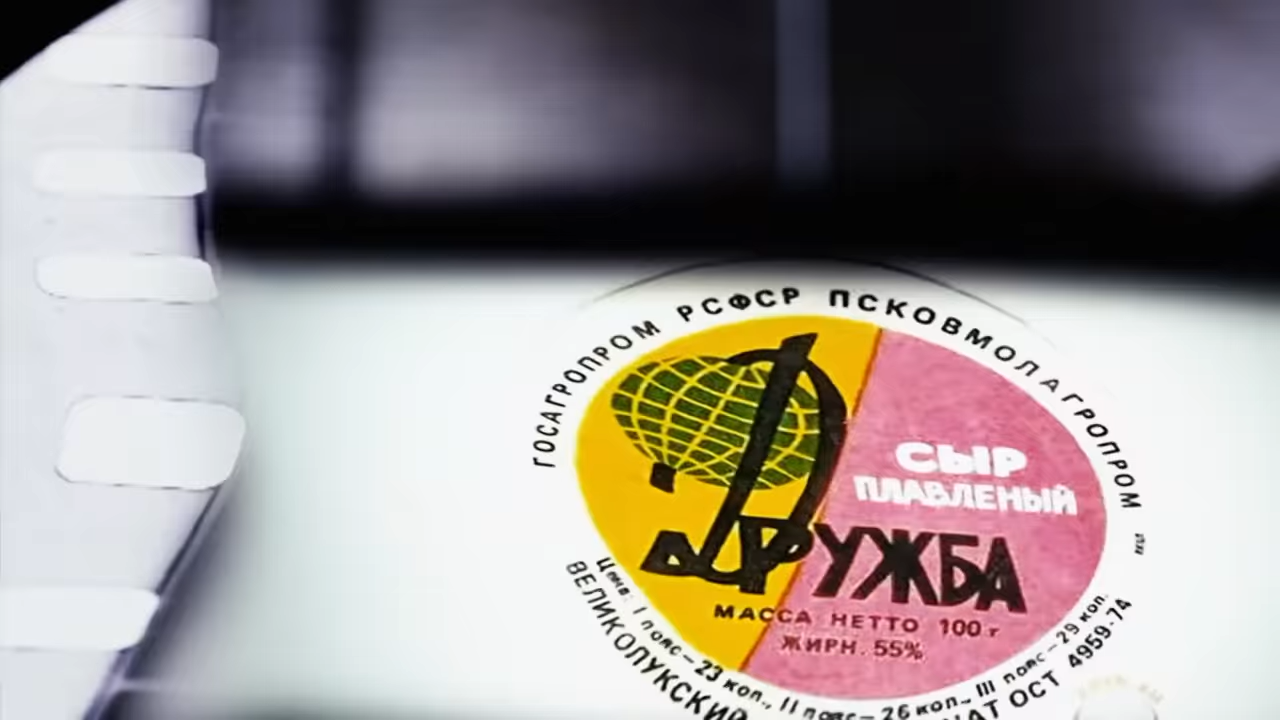 ГОСАГРОПРОМ РСФСР ПСКОВМОЛАГРОПРОМ
СЫР
ПЛАВЛЕНЫЙ
ДРУЖБА
МАССА НЕТТО 100 г
ЖИРН. 55%
Цена: I пояс – 23 коп., II пояс – 26 коп., III пояс – 29 коп.
ВЕЛИКОЛУКСКИЙ ОСТ 4959-74